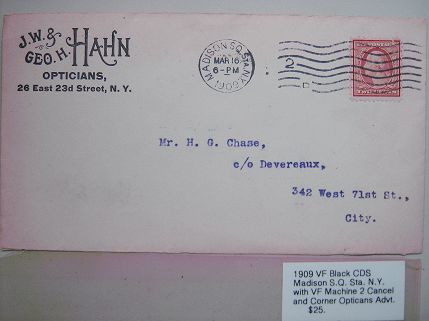 J.W. &
GEO. H. HAHN
OPTICIANS,
26 East 23d Street, N. Y.
MADISON SQ. STA. N.Y.
MAR 16
6-PM
1909
2
D
Mr. H. G. Chase,
c/o Devereaux,
342 West 71st St.,
City.
1909 VF Black CDS
Madison S.Q. Sta. N.Y.
with VF Machine 2 Cancel
and Corner Opticans Advt.
$25.